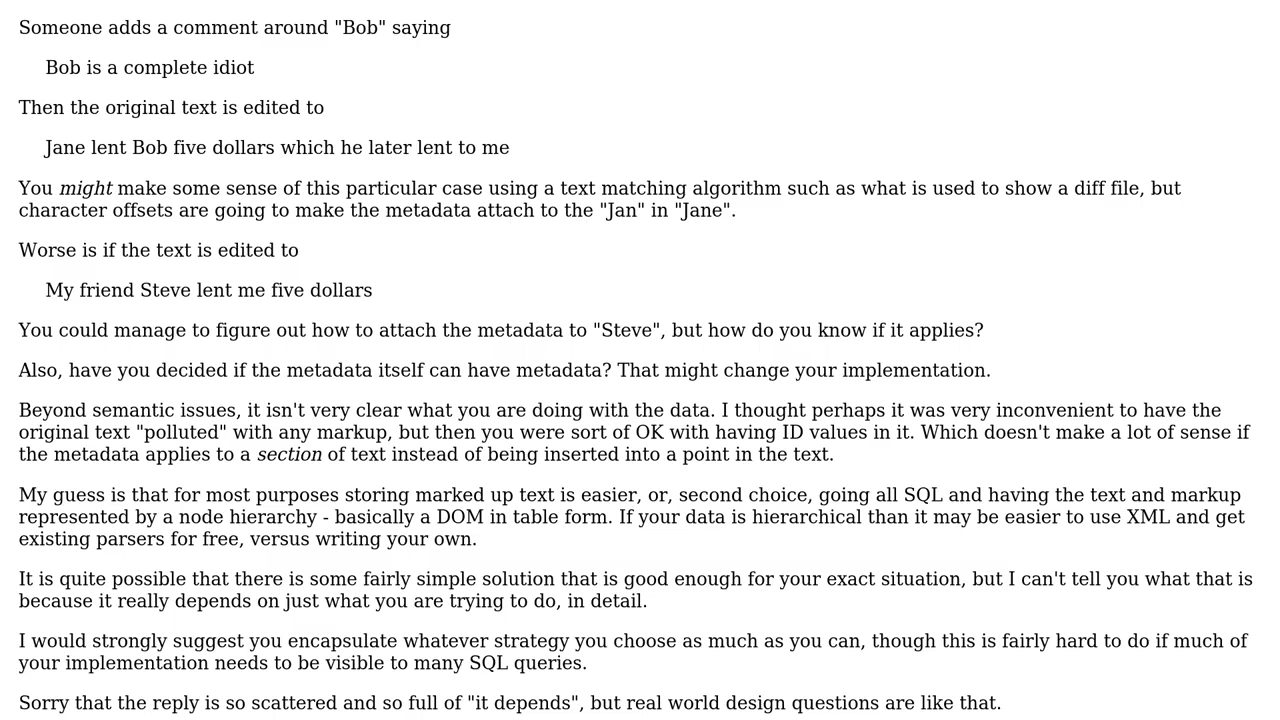 Someone adds a comment around "Bob" saying
Bob is a complete idiot
Then the original text is edited to
Jane lent Bob five dollars which he later lent to me
You might make some sense of this particular case using a text matching algorithm such as what is used to show a diff file, but
character offsets are going to make the metadata attach to the "Jan" in "Jane".
Worse is if the text is edited to
My friend Steve lent me five dollars
You could manage to figure out how to attach the metadata to "Steve", but how do you know if it applies?
Also, have you decided if the metadata itself can have metadata? That might change your implementation.
Beyond semantic issues, it isn't very clear what you are doing with the data. I thought perhaps it was very inconvenient to have the
original text "polluted" with any markup, but then you were sort of OK with having ID values in it. Which doesn't make a lot of sense if
the metadata applies to a section of text instead of being inserted into a point in the text.
My guess is that for most purposes storing marked up text is easier, or, second choice, going all SQL and having the text and markup
represented by a node hierarchy - basically a DOM in table form. If your data is hierarchical than it may be easier to use XML and get
existing parsers for free, versus writing your own.
It is quite possible that there is some fairly simple solution that is good enough for your exact situation, but I can't tell you what that is
because it really depends on just what you are trying to do, in detail.
I would strongly suggest you encapsulate whatever strategy you choose as much as you can, though this is fairly hard to do if much of
your implementation needs to be visible to many SQL queries.
Sorry that the reply is so scattered and so full of "it depends", but real world design questions are like that.